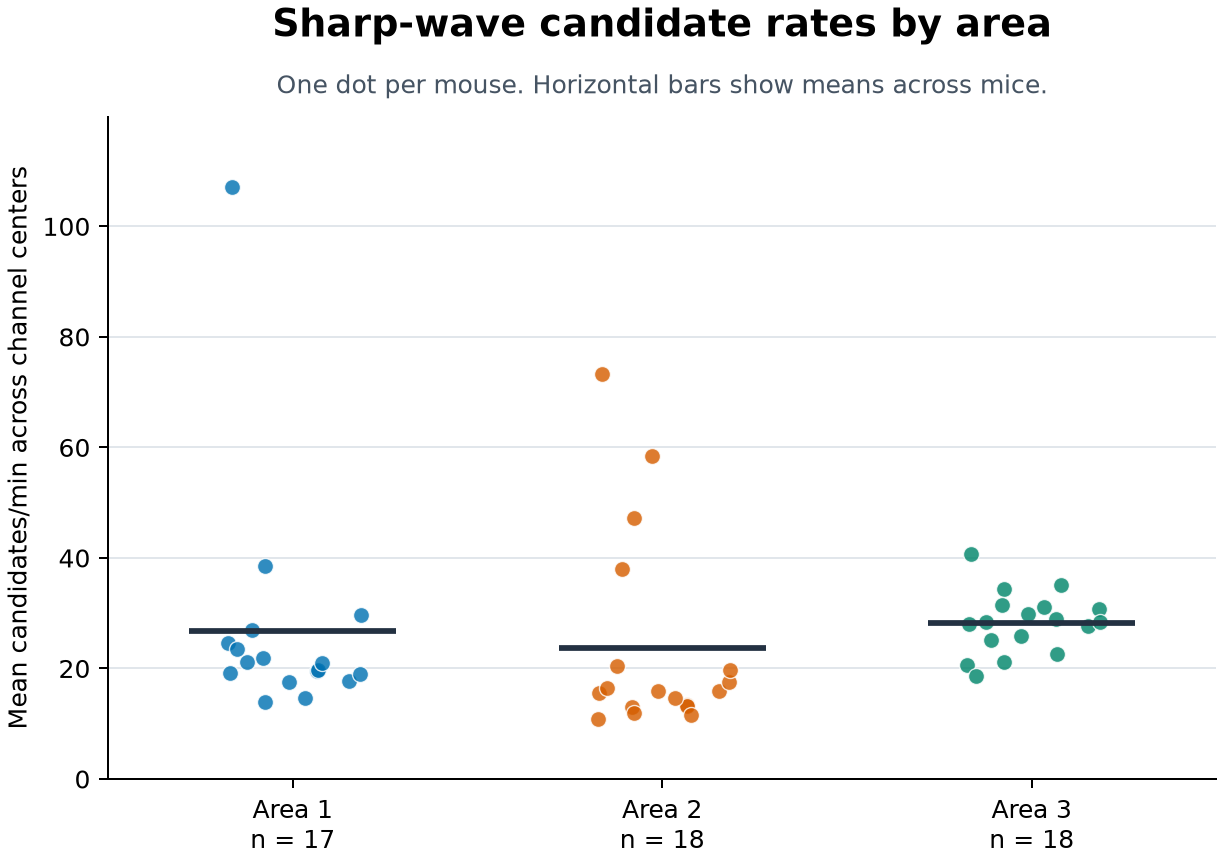 Sharp-wave candidate rates by area
One dot per mouse. Horizontal bars show means across mice.
Mean candidates/min across channel centers
100
80
60
40
20
0
Area 1
n = 17
Area 2
n = 18
Area 3
n = 18